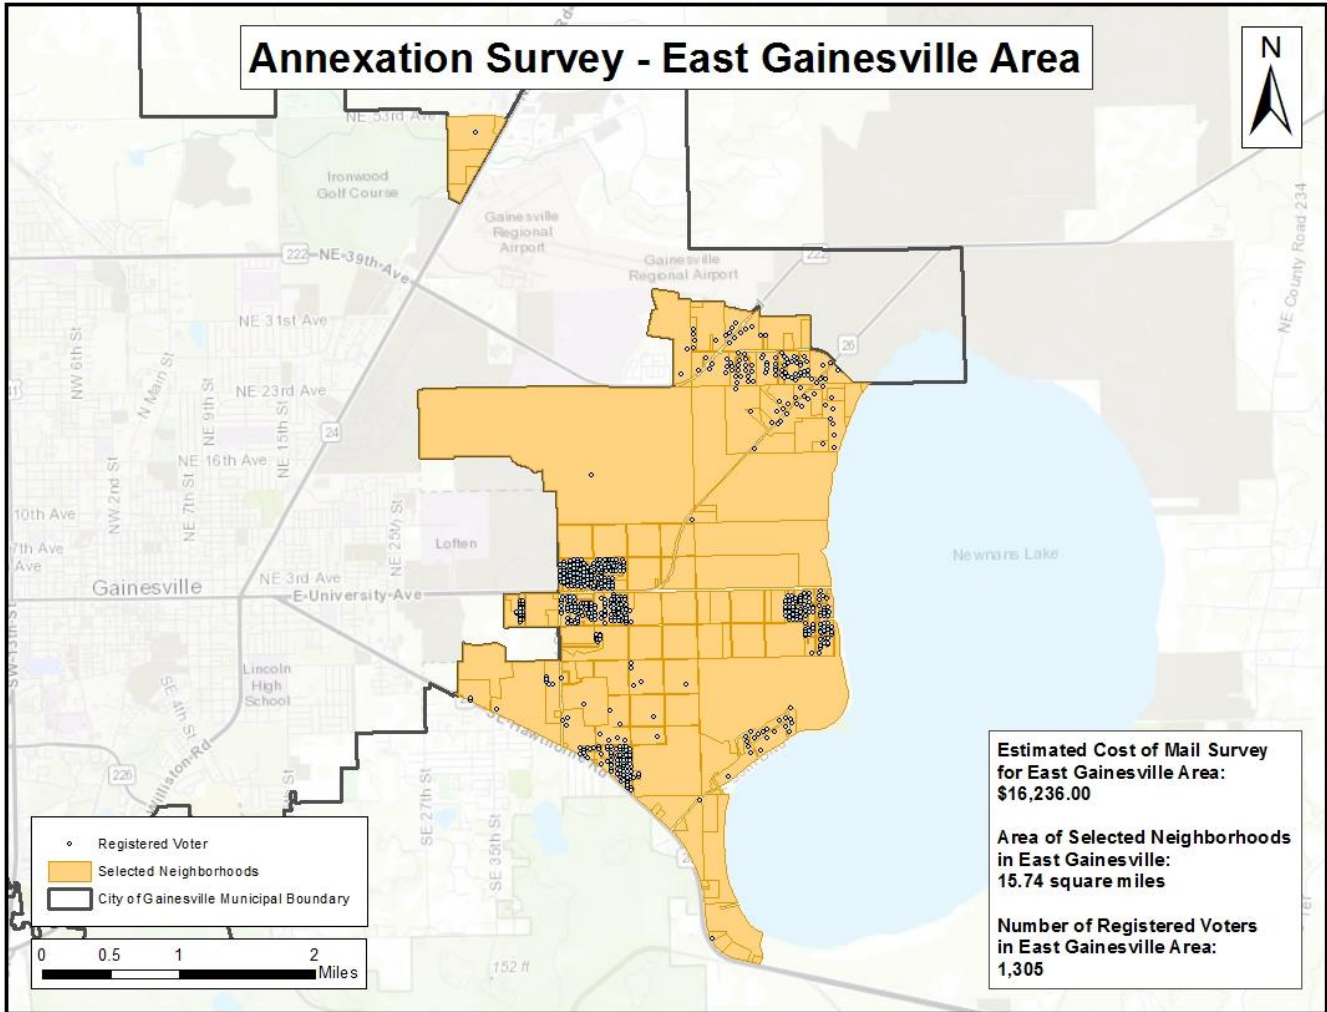 Annexation Survey - East Gainesville Area
N
NE 53rd Ave
Ironwood
Golf Course
Gainesville
Regional
Airport
NE County Road 234
222
NE-39th-Ave
Gainesville
Regional Airport
222
NE 31st Ave
26
NW 6th St
N Main St
NE 9th St
NE 15th St
NE 23rd Ave
24
NE 16th Ave
NW 2nd St
NE 7th St
NE 25th St
10th Ave
7th Ave
Ave
Loften
Newnans Lake
Gainesville
NE 3rd Ave
E-University-Ave
SW-13th-St
Lincoln
High
School
SE 4th St
SE Hawthorne Rd
Williston-Rd
226
SE 27th St
SE 35th St
152 ft
Registered Voter
Selected Neighborhoods
City of Gainesville Municipal Boundary
0 0.5 1 2
Miles
Estimated Cost of Mail Survey
for East Gainesville Area:
$16,236.00
Area of Selected Neighborhoods
in East Gainesville:
15.74 square miles
Number of Registered Voters
in East Gainesville Area:
1,305